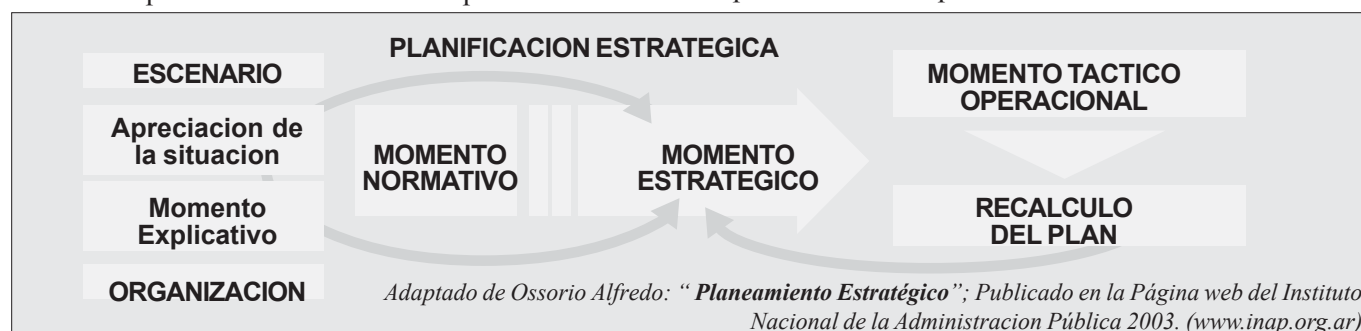 PLANIFICACION ESTRATEGICA
ESCENARIO
Apreciacion de
la situacion
Momento
Explicativo
ORGANIZACION
MOMENTO
NORMATIVO
MOMENTO
ESTRATEGICO
MOMENTO TACTICO
OPERACIONAL
RECALCULO
DEL PLAN
Adaptado de Ossorio Alfredo: “ Planeamiento Estratégico”; Publicado en la Página web del Instituto
Nacional de la Administracion Pública 2003. (www.inap.org.ar)